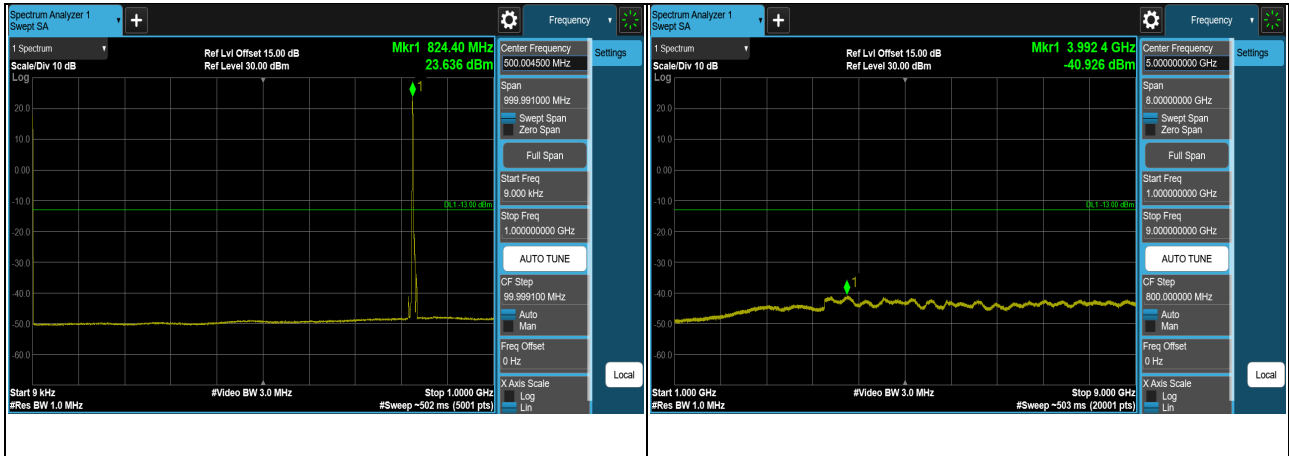 Spectrum Analyzer 1
Swept SA
+
Frequency
1 Spectrum
Scale/Div 10 dB
Log
Ref Lvl Offset 15.00 dB
Ref Level 30.00 dBm
Mkr1 824.40 MHz
23.636 dBm
1
20.0
10.0
0.00
-10.0
-20.0
-30.0
-40.0
-50.0
-60.0
DL1 -13.00 dBm
Start 9 kHz
#Res BW 1.0 MHz
#Video BW 3.0 MHz
Stop 1.0000 GHz
#Sweep ~502 ms (5001 pts)
Center Frequency
500.004500 MHz
Span
999.991000 MHz
Swept Span
Zero Span
Full Span
Start Freq
9.000 kHz
Stop Freq
1.000000000 GHz
AUTO TUNE
CF Step
99.999100 MHz
Auto
Man
Freq Offset
0 Hz
X Axis Scale
Log
Lin
Settings
Local
Spectrum Analyzer 1
Swept SA
+
Frequency
1 Spectrum
Scale/Div 10 dB
Log
Ref Lvl Offset 15.00 dB
Ref Level 30.00 dBm
Mkr1 3.992 4 GHz
-40.926 dBm
1
20.0
10.0
0.00
-10.0
-20.0
-30.0
-40.0
-50.0
-60.0
DL1 -13.00 dBm
Start 1.000 GHz
#Res BW 1.0 MHz
#Video BW 3.0 MHz
Stop 9.000 GHz
#Sweep ~503 ms (20001 pts)
Center Frequency
5.000000000 GHz
Span
8.00000000 GHz
Swept Span
Zero Span
Full Span
Start Freq
1.000000000 GHz
Stop Freq
9.000000000 GHz
AUTO TUNE
CF Step
800.000000 MHz
Auto
Man
Freq Offset
0 Hz
X Axis Scale
Log
Lin
Settings
Local